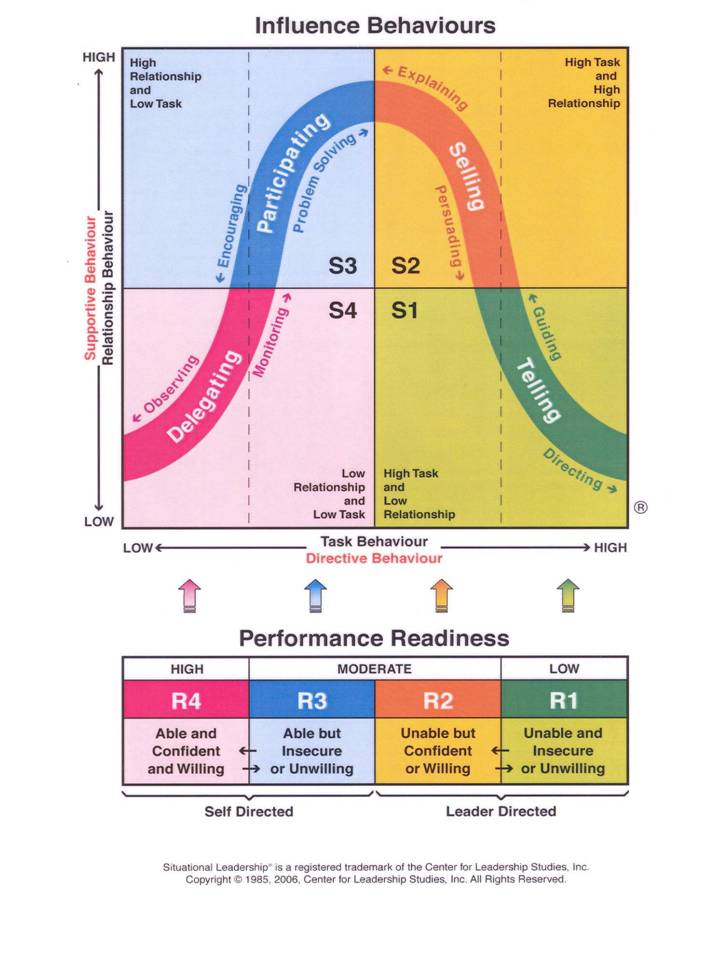 Influence Behaviours
HIGH
High
Relationship
and
Low Task
High Task
and
High
Relationship
Explaining
Participating
Problem Solving
Encouraging
Selling
Persuading
S3
S2
Supportive Behaviour
Relationship Behaviour
S4
S1
Observing
Delegating
Monitoring
Guiding
Telling
Directing
Low
Relationship
and
Low Task
High Task
and
Low
Relationship
LOW
®
LOW
Task Behaviour
HIGH
Directive Behaviour
Performance Readiness
HIGH
MODERATE
LOW
R4
R3
R2
R1
Able and
Confident
and Willing
Able but
Insecure
or Unwilling
Unable but
Confident
or Willing
Unable and
Insecure
or Unwilling
Self Directed
Leader Directed
Situational Leadership® is a registered trademark of the Center for Leadership Studies, Inc.
Copyright © 1985, 2006, Center for Leadership Studies, Inc. All Rights Reserved.